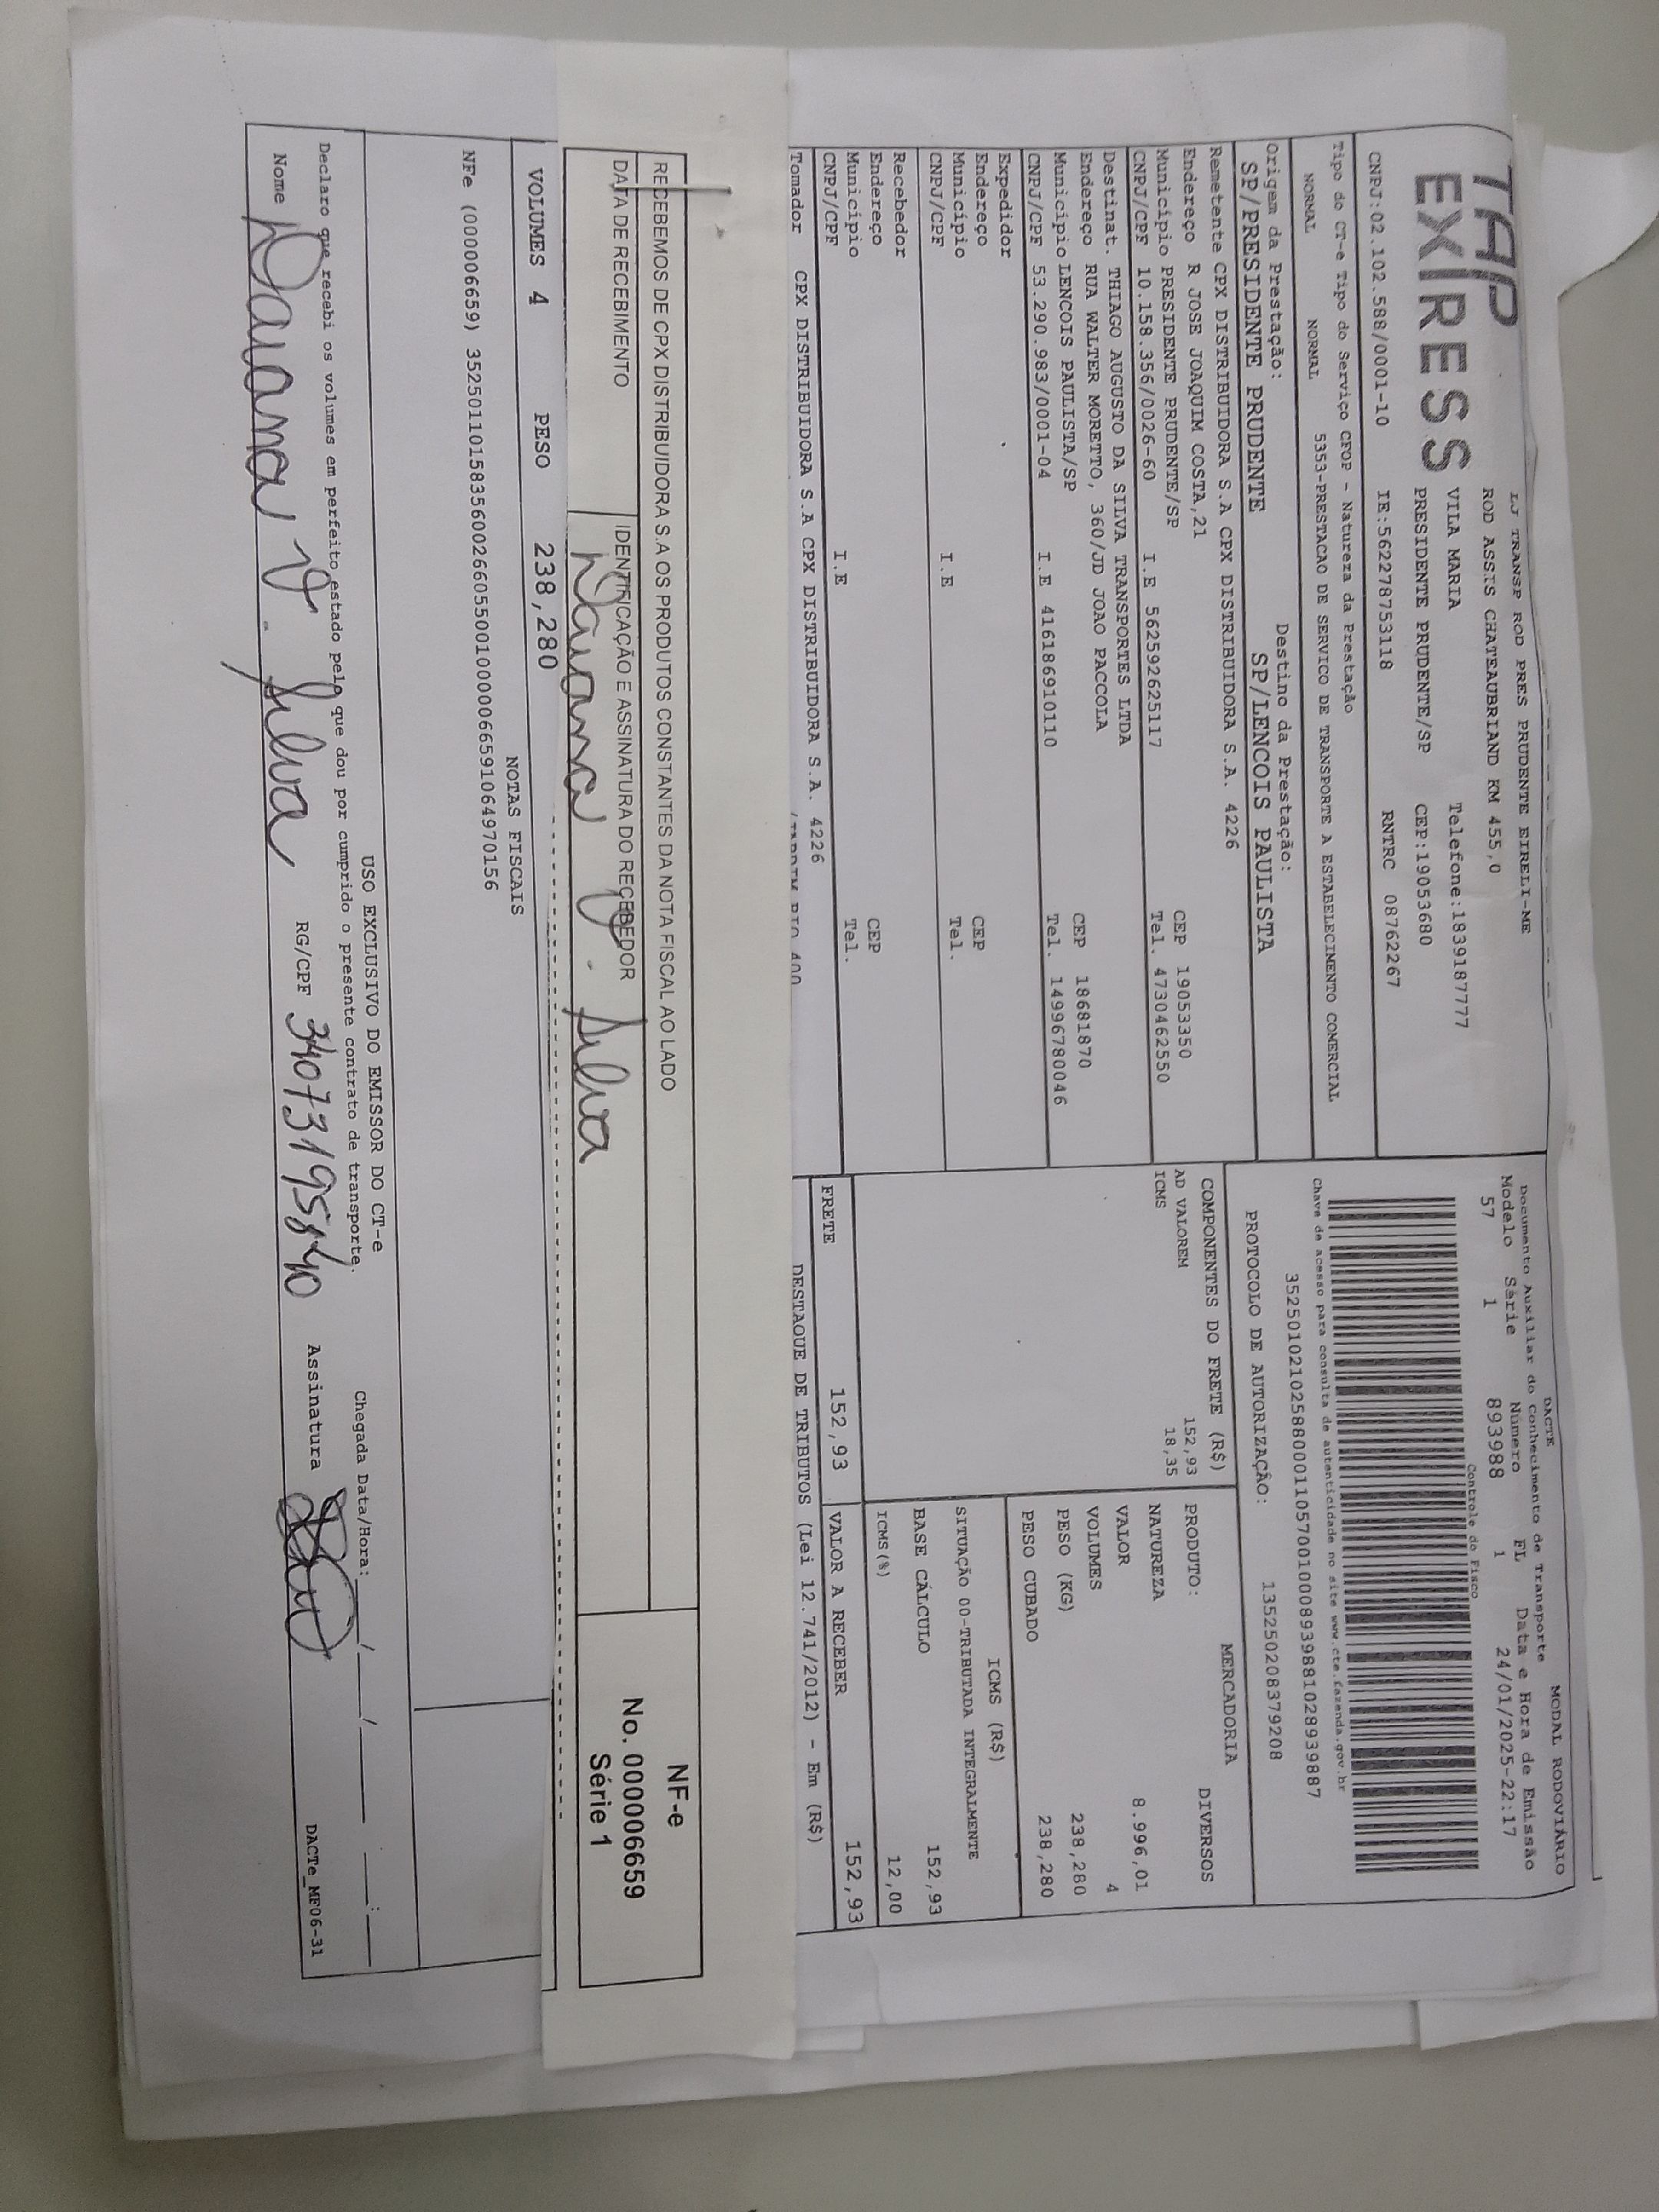 TAP
EXPRESS
LJ TRANSP ROD PRES PRUDENTE EIRELI-ME
ROD ASSIS CHATEAUBRIAND KM 455,0
VILA MARIA Telefone:1839187777
PRESIDENTE PRUDENTE/SP CEP:19053680
CNPJ:02.102.588/0001-10 IE:562278753118 RNTRC 08762267
DACTE MODAL RODOVIÁRIO
Documento Auxiliar do Conhecimento de Transporte
Modelo Série Número FL Data e Hora de Emissão
57 1 893988 1 24/01/2025-22:17
Controle do Fisco
Chave de acesso para consulta de autenticidade no site www.cte.fazenda.gov.br
35250102102588000110570010008939881028939887
PROTOCOLO DE AUTORIZAÇÃO: 135250208379208
Tipo do CT-e Tipo do Serviço CFOP - Natureza da Prestação
NORMAL NORMAL 5353-PRESTACAO DE SERVICO DE TRANSPORTE A ESTABELECIMENTO COMERCIAL
Origem da Prestação: Destino da Prestação:
SP/PRESIDENTE PRUDENTE SP/LENCOIS PAULISTA
Remetente CPX DISTRIBUIDORA S.A CPX DISTRIBUIDORA S.A. 4226
Endereço R JOSE JOAQUIM COSTA,21 CEP 19053350
Município PRESIDENTE PRUDENTE/SP Tel. 4730462550
CNPJ/CPF 10.158.356/0026-60 I.E 562592625117
Destinat. THIAGO AUGUSTO DA SILVA TRANSPORTES LTDA
Endereço RUA WALTER MORETTO, 360/JD JOAO PACCOLA CEP 18681870
Município LENCOIS PAULISTA/SP Tel. 14996780046
CNPJ/CPF 53.290.983/0001-04 I.E 416186910110
Expedidor
Endereço CEP
Município Tel.
CNPJ/CPF I.E
Recebedor
Endereço CEP
Município Tel.
CNPJ/CPF I.E
Tomador CPX DISTRIBUIDORA S.A CPX DISTRIBUIDORA S.A. 4226
COMPONENTES DO FRETE (R$)
AD VALOREM 152,93
ICMS 18,35
MERCADORIA
PRODUTO: DIVERSOS
NATUREZA
VALOR 8.996,01
VOLUMES 4
PESO (KG) 238,280
PESO CUBADO 238,280
ICMS (R$)
SITUAÇÃO 00-TRIBUTADA INTEGRALMENTE
BASE CÁLCULO 152,93
ICMS(%) 12,00
FRETE 152,93 VALOR A RECEBER 152,93
DESTAQUE DE TRIBUTOS (Lei 12.741/2012) - Em (R$)
RECEBEMOS DE CPX DISTRIBUIDORA S.A OS PRODUTOS CONSTANTES DA NOTA FISCAL AO LADO
DATA DE RECEBIMENTO IDENTIFICAÇÃO E ASSINATURA DO RECEBEDOR
Daiana V. Silva
NF-e
No. 000006659
Série 1
VOLUMES 4 PESO 238,280
NOTAS FISCAIS
NFe (000006659) 35250110158356002660550010000066591064970156
USO EXCLUSIVO DO EMISSOR DO CT-e
Declaro que recebi os volumes em perfeito estado pelo que dou por cumprido o presente contrato de transporte.
Chegada Data/Hora: / / :
Nome Daiana V. Silva RG/CPF 34073195840 Assinatura
DACTe_MF06-31